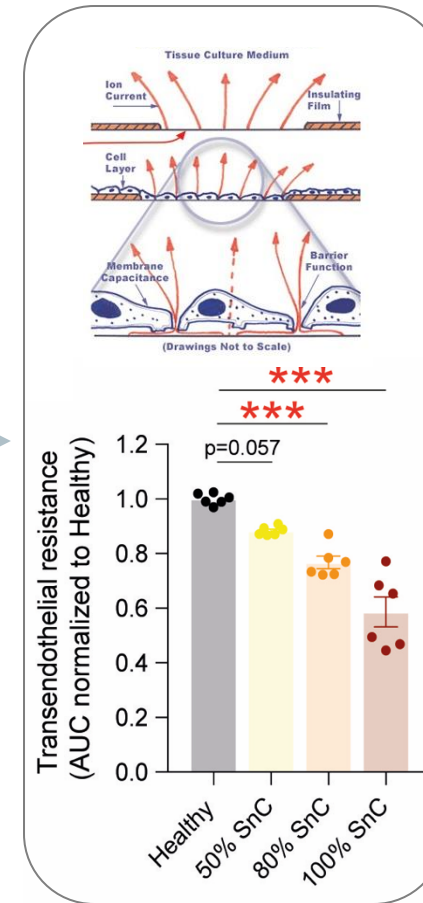 Tissue Culture Medium
Ion
Current
Insulating
Film
Cell
Layer
Membrane
Capacitance
Barrier
Function
(Drawings Not to Scale)
***
***
p=0.057
Transendothelial resistance
(AUC normalized to Healthy)
1.2
1.0
0.8
0.6
0.4
0.2
0.0
Healthy
50% SnC
80% SnC
100% SnC